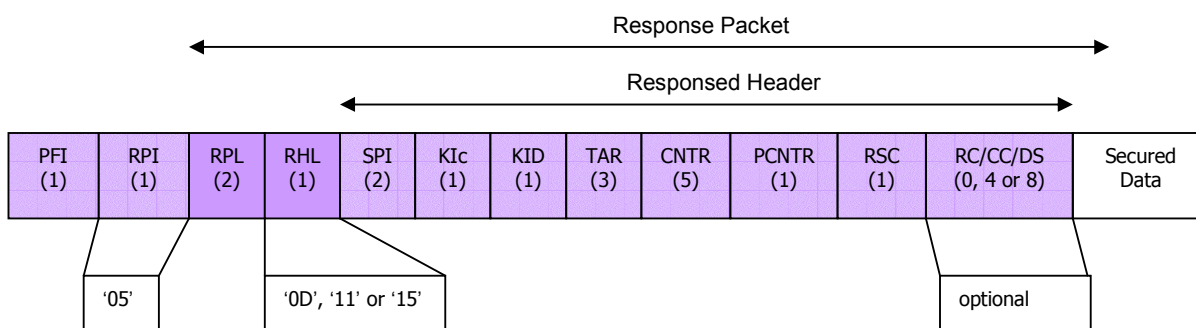 Response Packet
Responsed Header
PFI RPI RPL RHL SPI KIc KID TAR CNTR PCNTR RSC RC/CC/DS Secured
(1) (1) (2) (1) (2) (1) (1) (3) (5) (1) (1) (0, 4 or 8) Data
‘05’ ‘0D’, ‘11’ or ‘15’ optional